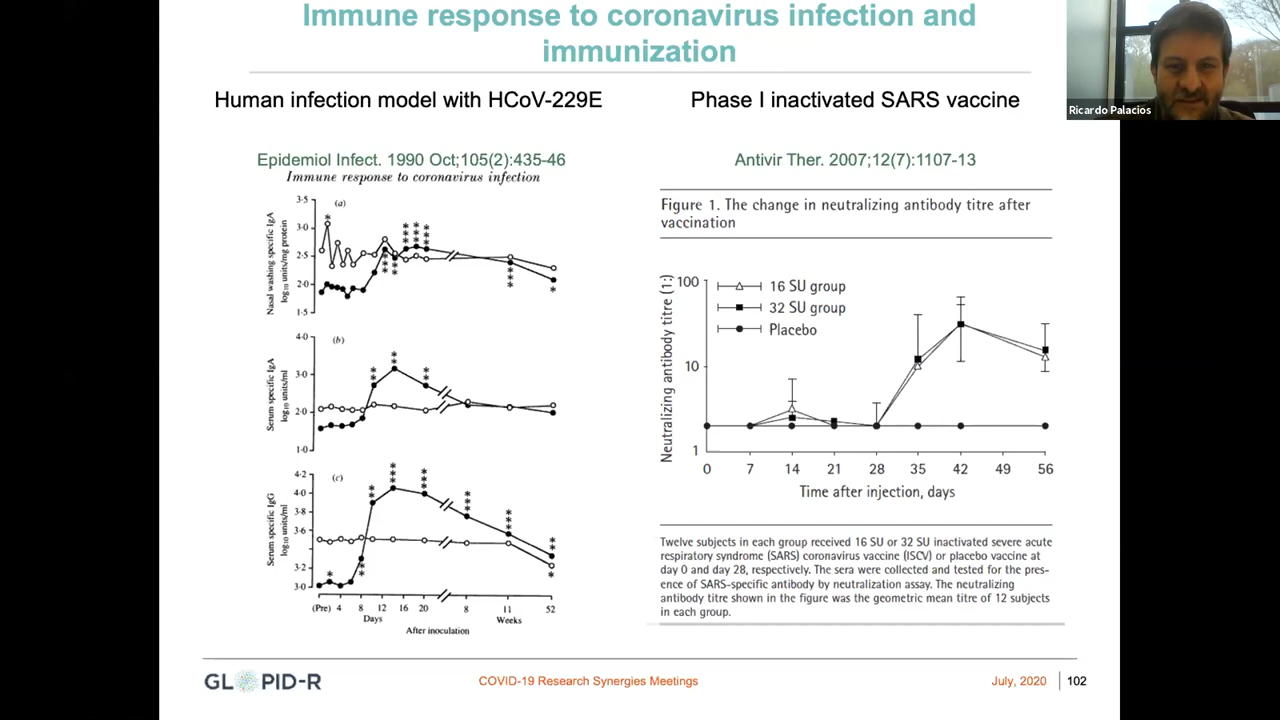 Immune response to coronavirus infection and
immunization
Ricardo Palacios
Human infection model with HCoV-229E
Phase I inactivated SARS vaccine
Epidemiol Infect. 1990 Oct;105(2):435-46
Antivir Ther. 2007;12(7):1107-13
Immune response to coronavirus infection
(a)
Nasal washing specific IgA
log10 units/mg protein
3·5
3·0
2·5
2·0
1·5
(b)
Serum specific IgA
log10 units/ml
4·0
3·0
2·0
1·0
(c)
Serum specific IgG
log10 units/ml
4·2
4·0
3·8
3·6
3·2
3·0
(Pre) 4 8 12 16 20 8 11 52
Days Weeks
After inoculation
Figure 1. The change in neutralizing antibody titre after
vaccination
Neutralizing antibody titre (1:)
100
10
1
16 SU group
32 SU group
Placebo
0 7 14 21 28 35 42 49 56
Time after injection, days
Twelve subjects in each group received 16 SU or 32 SU inactivated severe acute
respiratory syndrome (SARS) coronavirus vaccine (ISCV) or placebo vaccine at
day 0 and day 28, respectively. The sera were collected and tested for the pres-
ence of SARS-specific antibody by neutralization assay. The neutralizing
antibody titre shown in the figure was the geometric mean titre of 12 subjects
in each group.
GLOPID-R
COVID-19 Research Synergies Meetings
July, 2020
102